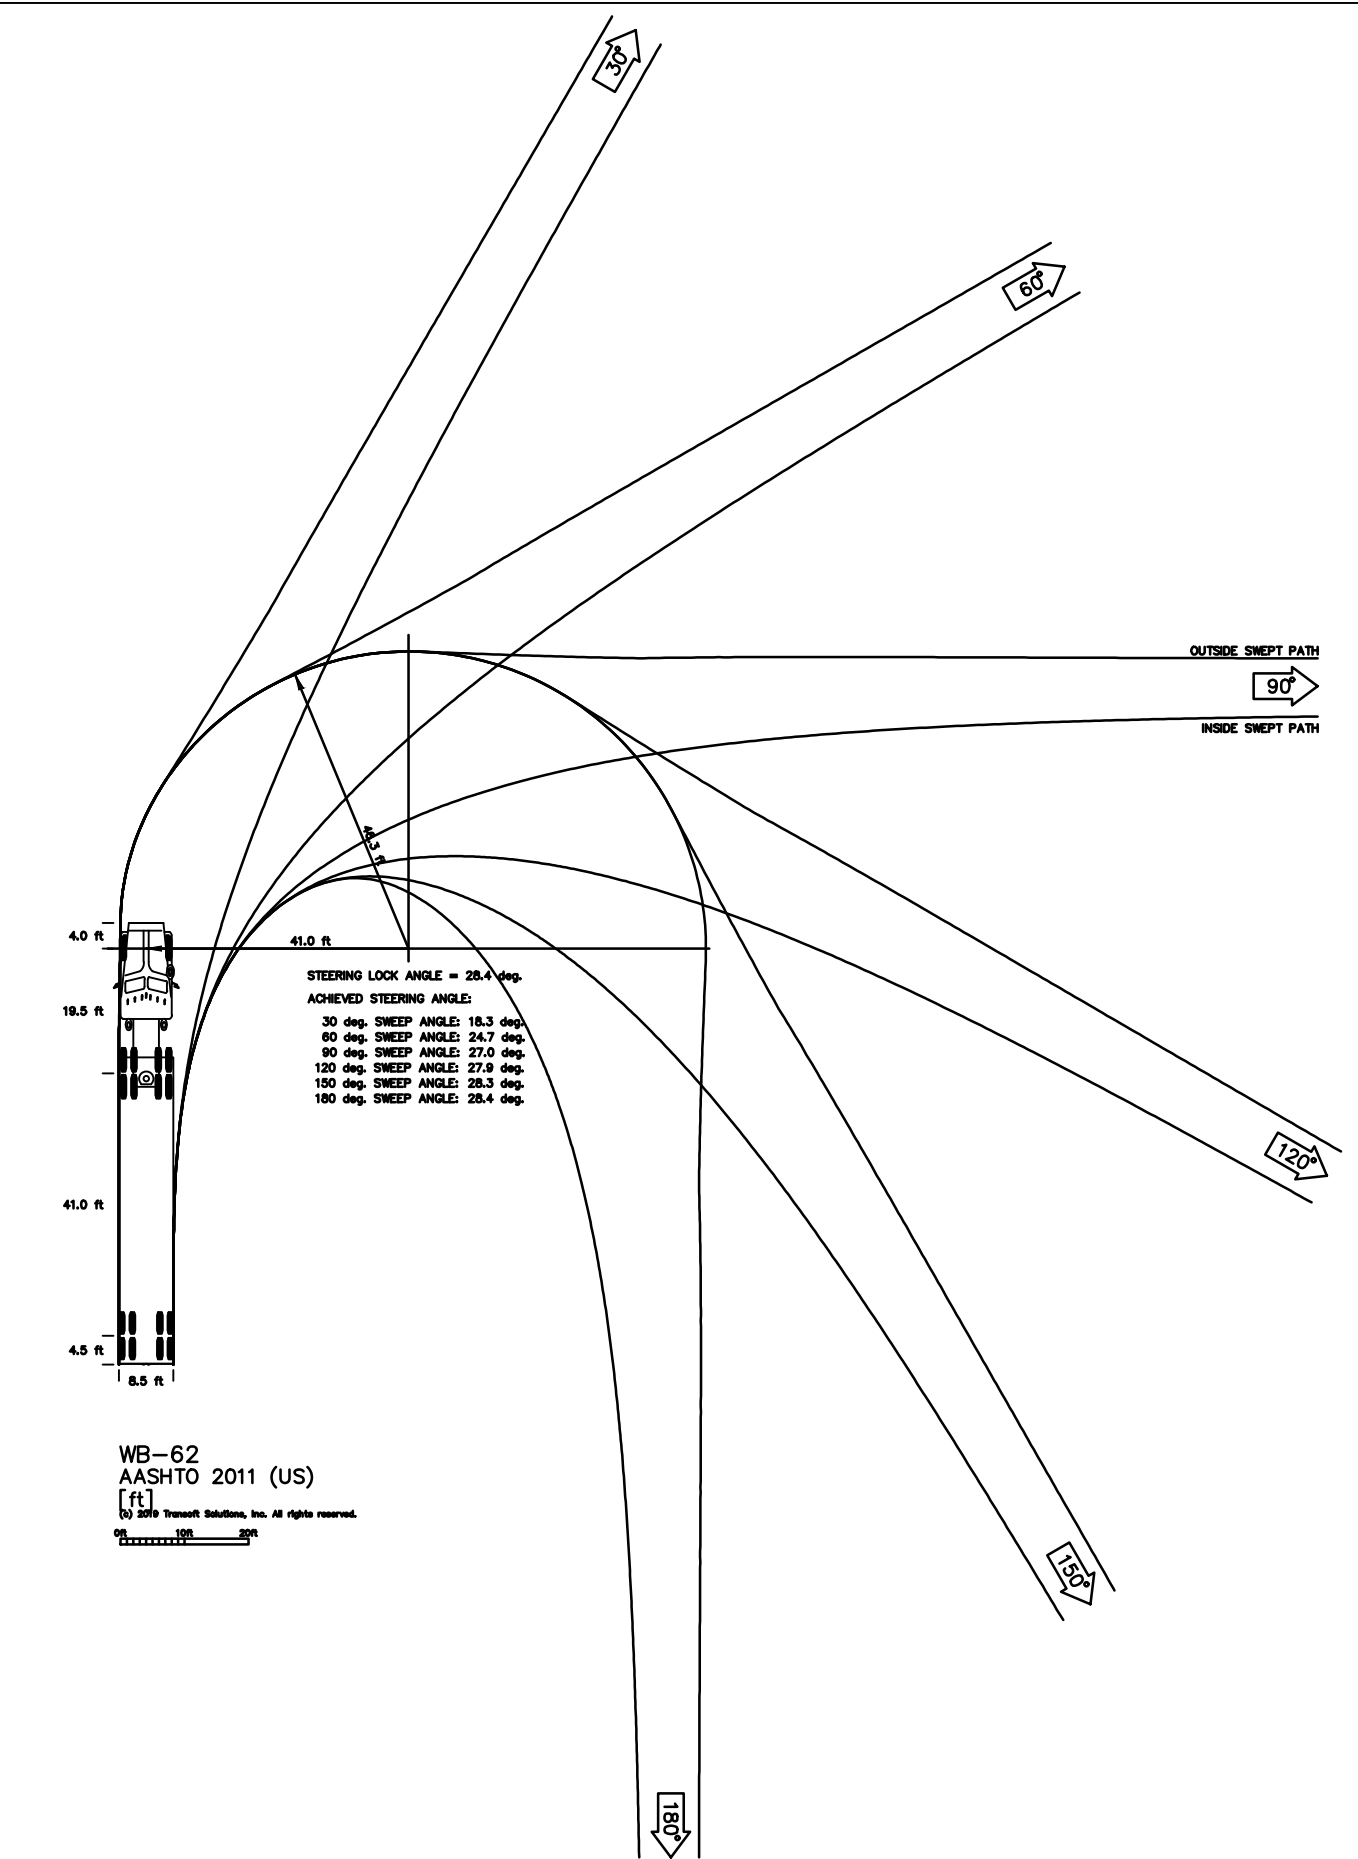 30°
60°
OUTSIDE SWEPT PATH
90°
INSIDE SWEPT PATH
46.3 ft
4.0 ft
41.0 ft
STEERING LOCK ANGLE = 28.4 deg.
ACHIEVED STEERING ANGLE:
19.5 ft
30 deg. SWEEP ANGLE: 18.3 deg.
60 deg. SWEEP ANGLE: 24.7 deg.
90 deg. SWEEP ANGLE: 27.0 deg.
120 deg. SWEEP ANGLE: 27.9 deg.
150 deg. SWEEP ANGLE: 28.3 deg.
180 deg. SWEEP ANGLE: 28.4 deg.
120°
41.0 ft
4.5 ft
8.5 ft
WB-62
AASHTO 2011 (US)
[ft]
(c) 2019 Transoft Solutions, Inc. All rights reserved.
0ft 10ft 20ft
150°
180°